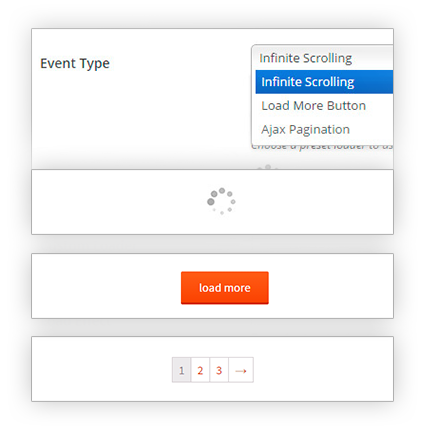 Event Type
Infinite Scrolling
Infinite Scrolling
Load More Button
Ajax Pagination
Choose a preset loader to us
load more
1 2 3 →